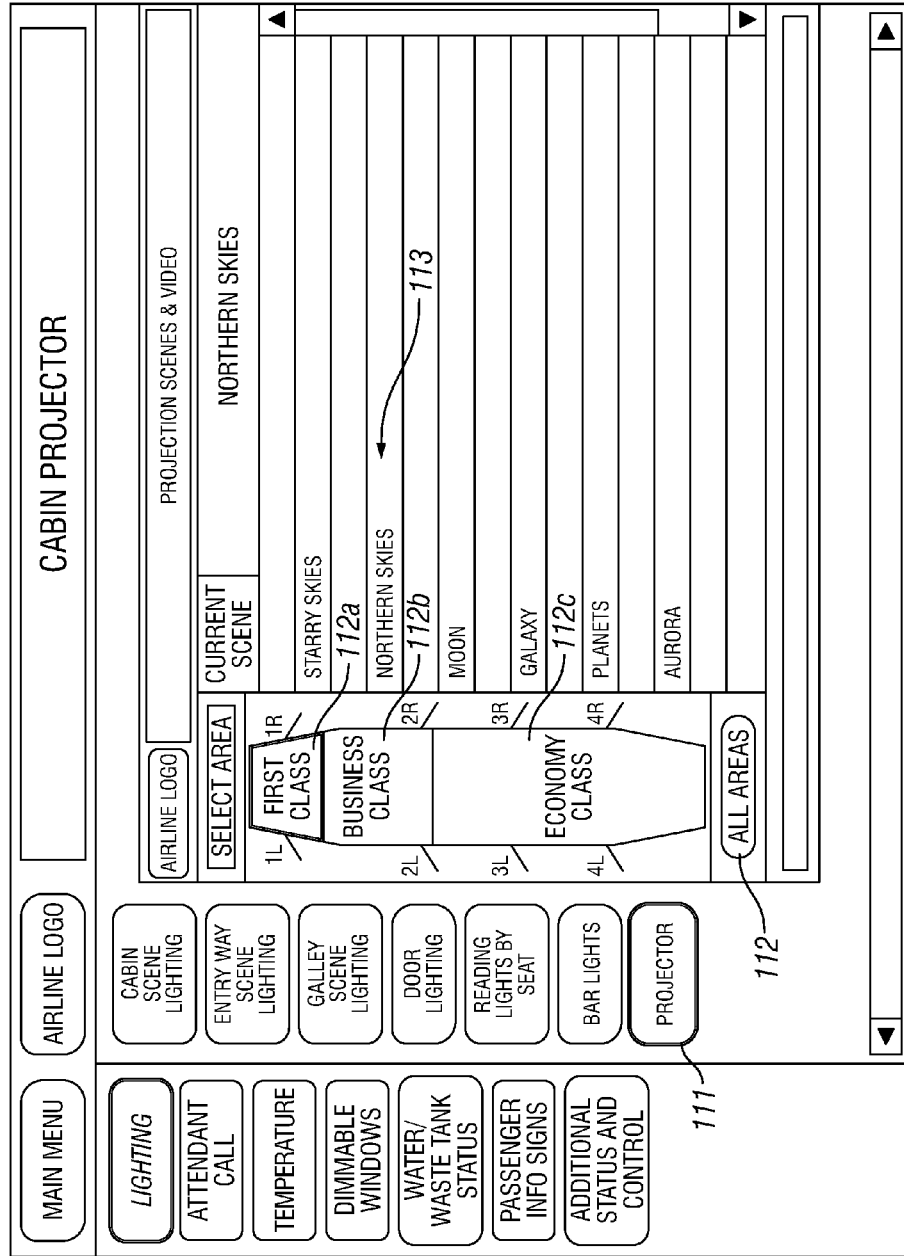 MAIN MENU
AIRLINE LOGO
CABIN PROJECTOR
LIGHTING
ATTENDANT
CALL
TEMPERATURE
DIMMABLE
WINDOWS
WATER/
WASTE TANK
STATUS
PASSENGER
INFO SIGNS
ADDITIONAL
STATUS AND
CONTROL
CABIN
SCENE
LIGHTING
ENTRY WAY
SCENE
LIGHTING
GALLEY
SCENE
LIGHTING
DOOR
LIGHTING
READING
LIGHTS BY
SEAT
BAR LIGHTS
PROJECTOR
111
AIRLINE LOGO
PROJECTION SCENES & VIDEO
SELECT AREA
CURRENT
SCENE
NORTHERN SKIES
1L
FIRST
CLASS
1R
112a
BUSINESS
CLASS
112b
2L
2R
3L
3R
ECONOMY
CLASS
112c
4L
4R
ALL AREAS
112
STARRY SKIES
NORTHERN SKIES
113
MOON
GALAXY
PLANETS
AURORA